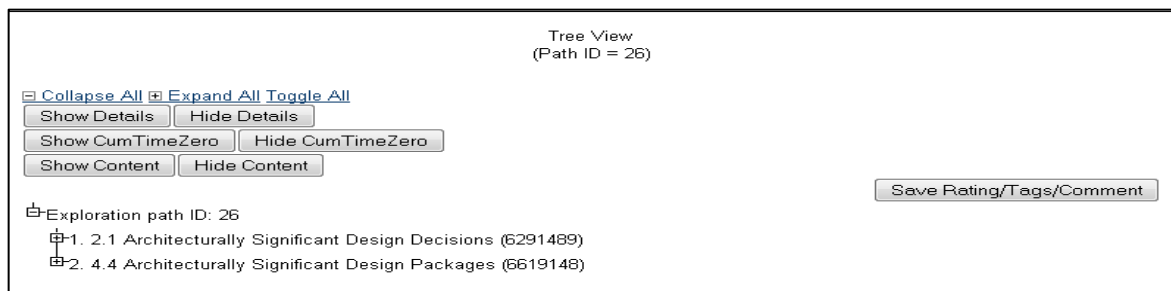 Tree View
(Path ID = 26)
Collapse All Expand All Toggle All
Show Details Hide Details
Show CumTimeZero Hide CumTimeZero
Show Content Hide Content
Save Rating/Tags/Comment
Exploration path ID: 26
1. 2.1 Architecturally Significant Design Decisions (6291489)
2. 4.4 Architecturally Significant Design Packages (6619148)